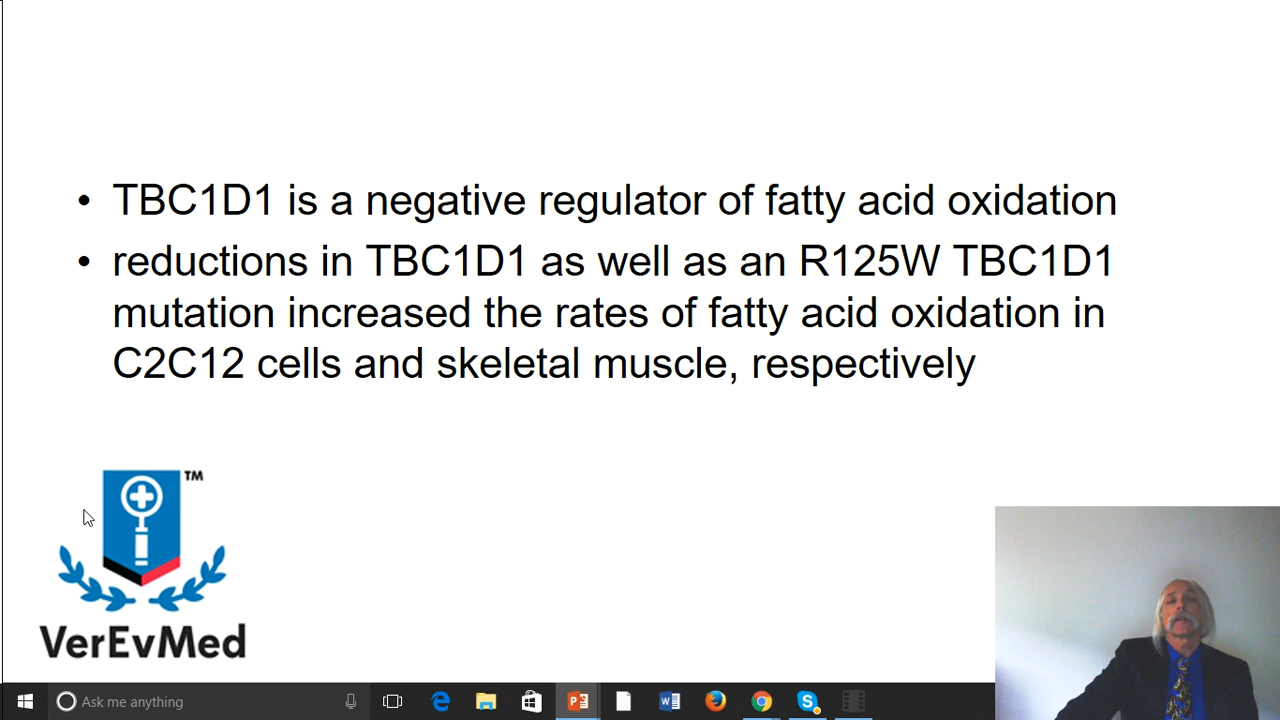 • TBC1D1 is a negative regulator of fatty acid oxidation
• reductions in TBC1D1 as well as an R125W TBC1D1
mutation increased the rates of fatty acid oxidation in
C2C12 cells and skeletal muscle, respectively
TM
VerEvMed
Ask me anything